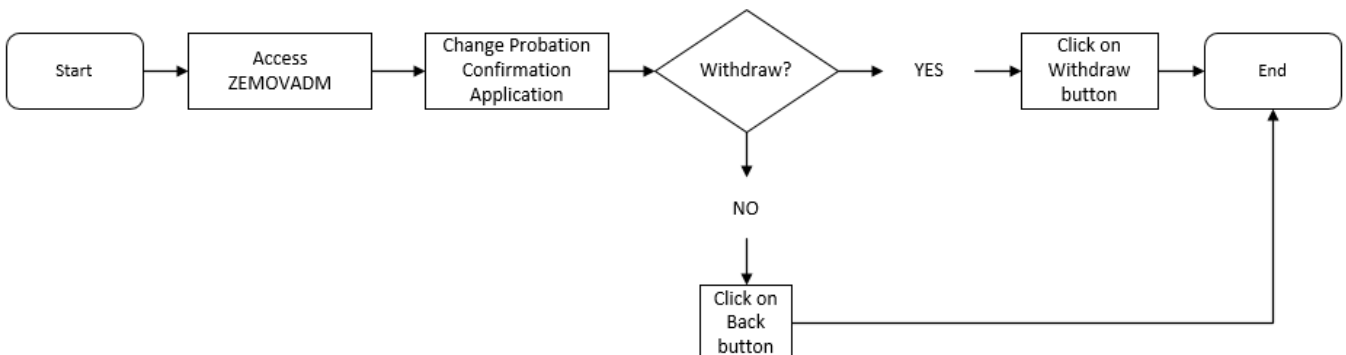 Start
Access
ZEMOVADM
Change Probation
Confirmation
Application
Withdraw?
YES
Click on
Withdraw
button
End
NO
Click on
Back
button